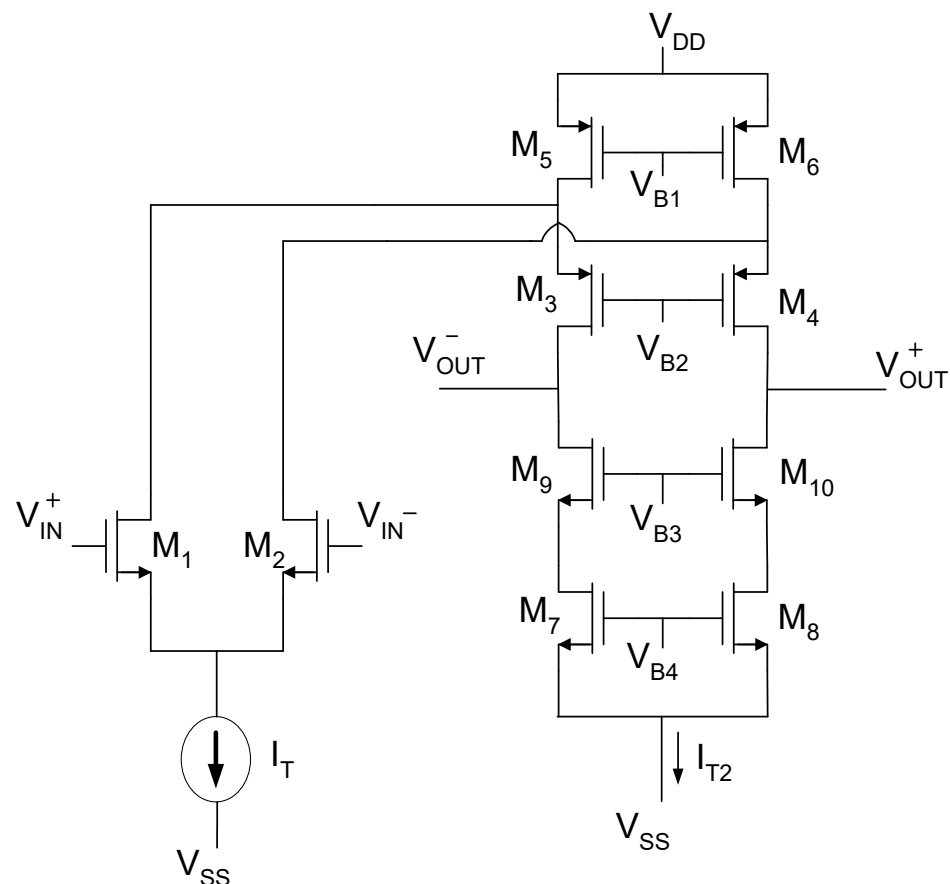 V_DD
M_5
M_6
V_B1
M_3
M_4
V_B2
V_OUT^−
V_OUT^+
M_9
M_10
V_B3
V_IN^+
M_1
M_2
V_IN^−
M_7
M_8
V_B4
I_T
I_T2
V_SS
V_SS